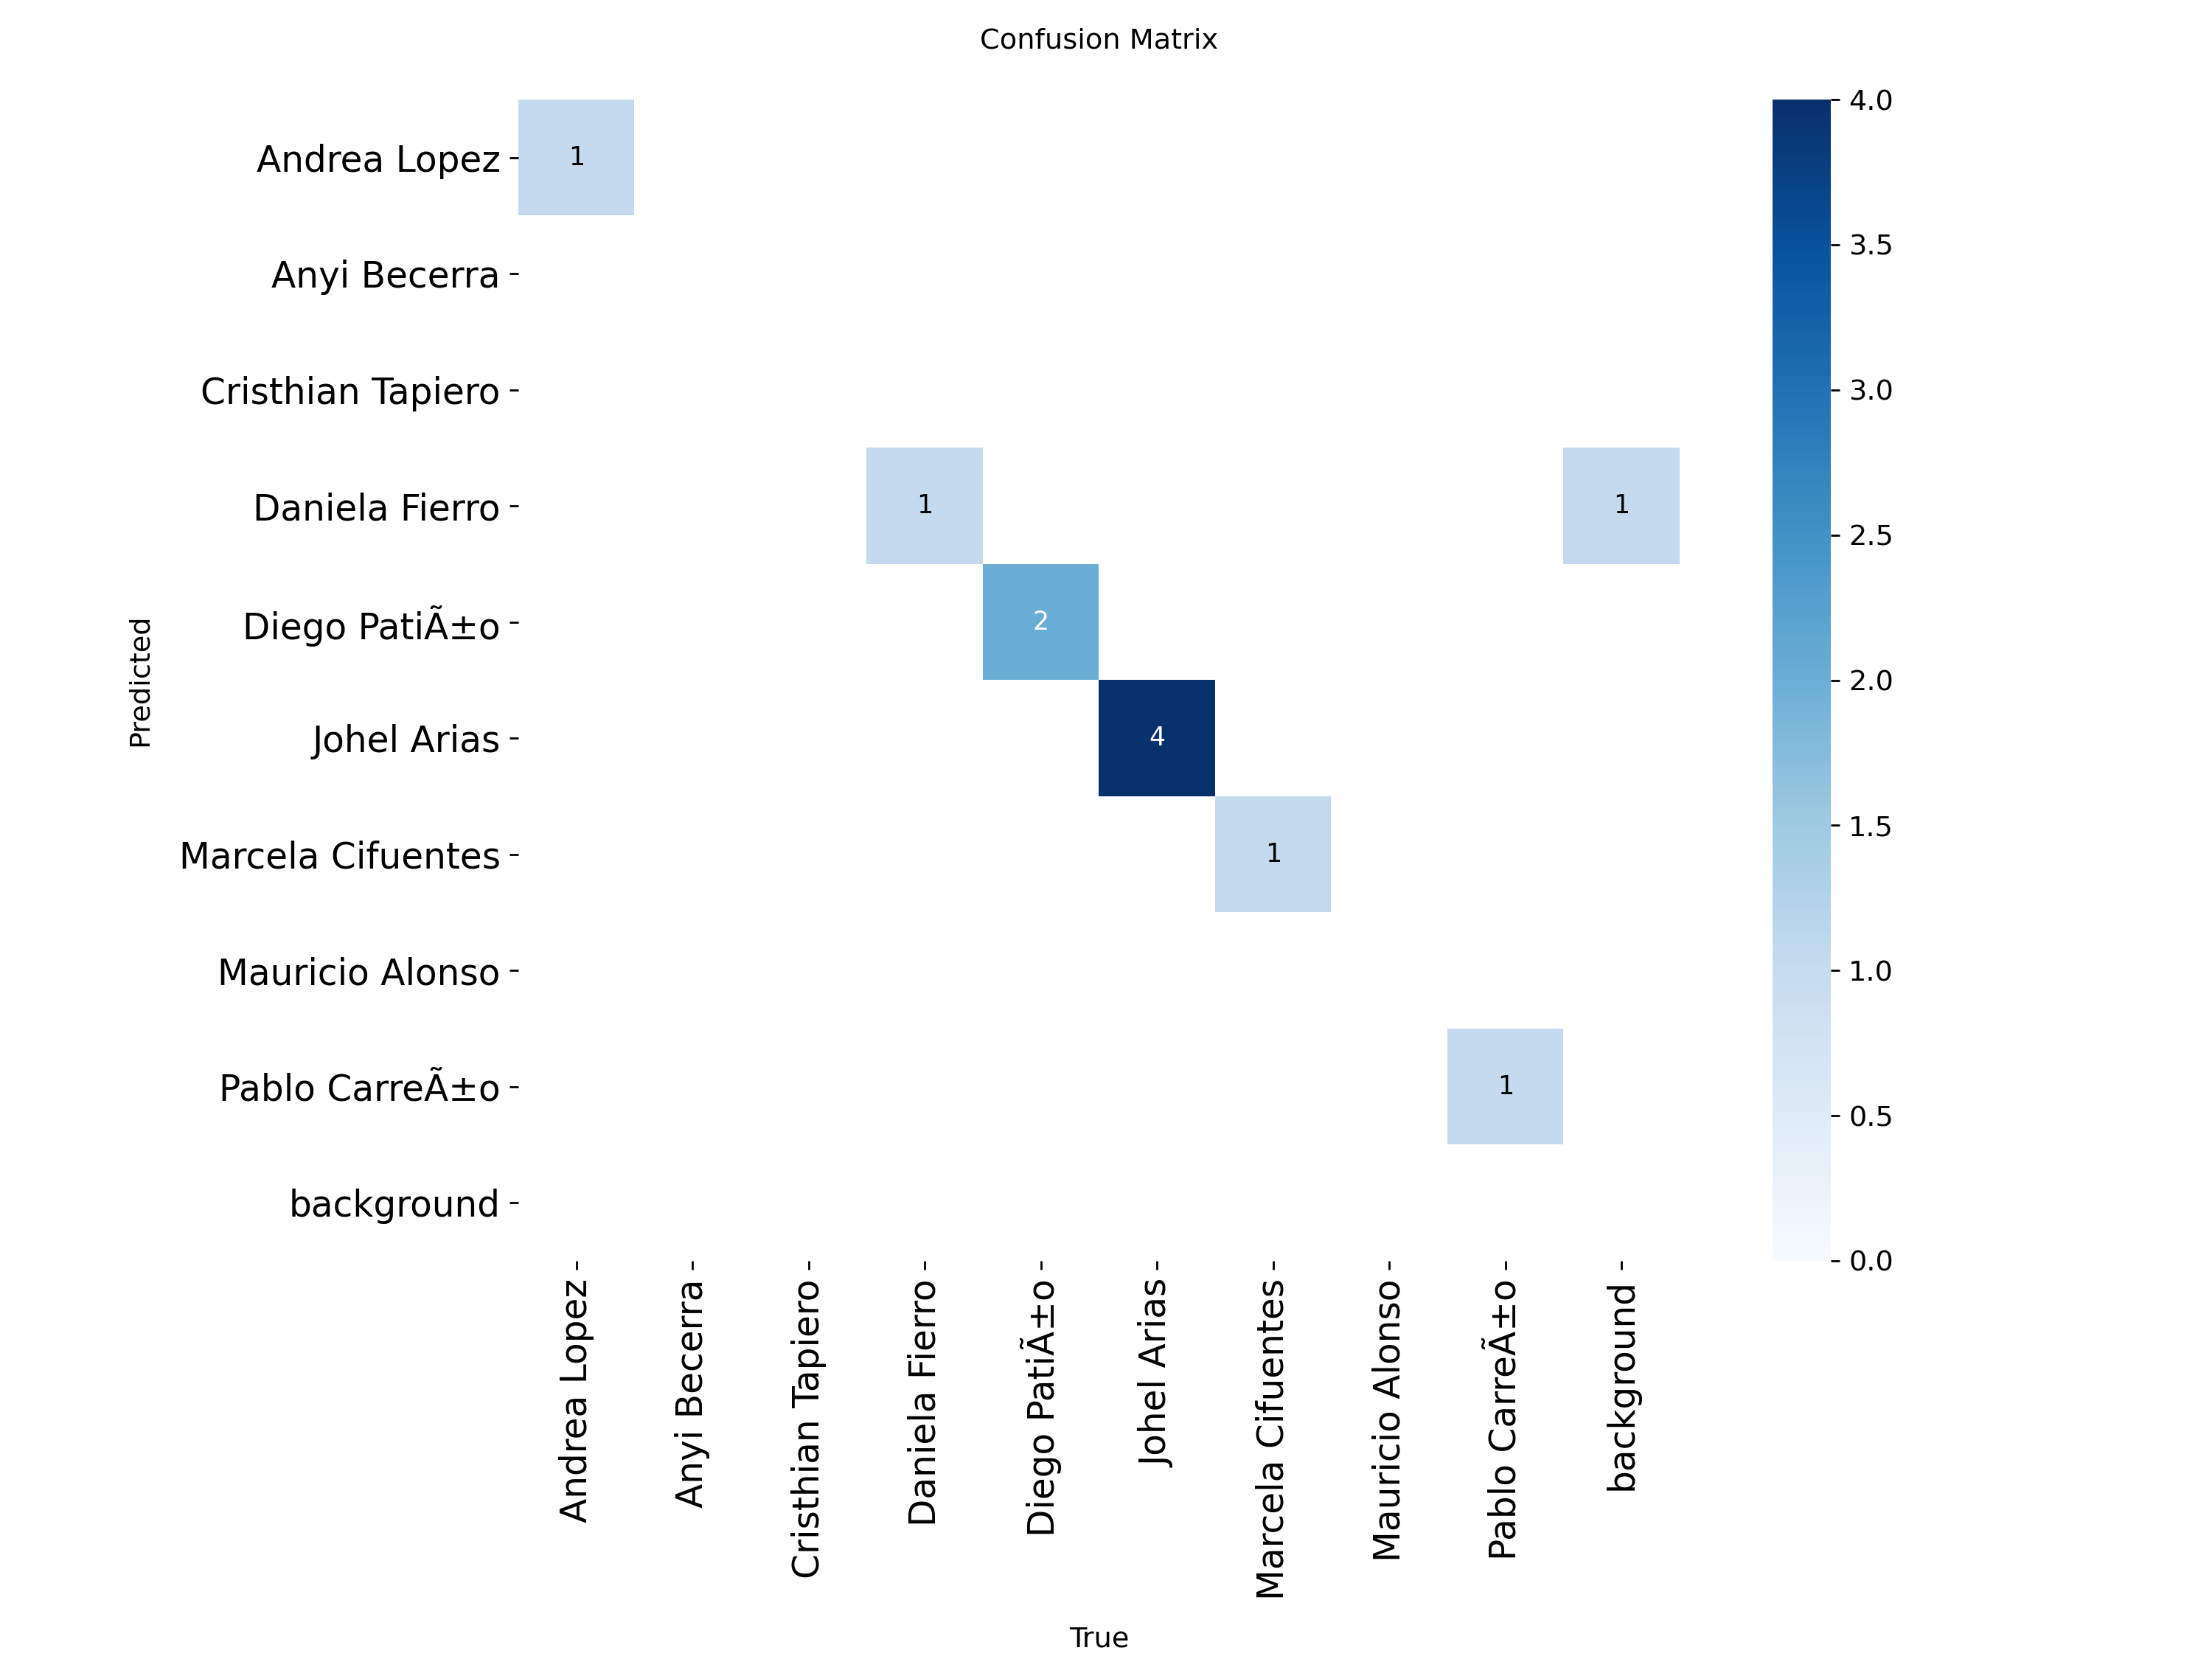 Confusion Matrix
Predicted
Andrea Lopez
Anyi Becerra
Cristhian Tapiero
Daniela Fierro
Diego PatiÃ±o
Johel Arias
Marcela Cifuentes
Mauricio Alonso
Pablo CarreÃ±o
background
1
1
1
2
4
1
1
Andrea Lopez
Anyi Becerra
Cristhian Tapiero
Daniela Fierro
Diego PatiÃ±o
Johel Arias
Marcela Cifuentes
Mauricio Alonso
Pablo CarreÃ±o
background
True
4.0
3.5
3.0
2.5
2.0
1.5
1.0
0.5
0.0